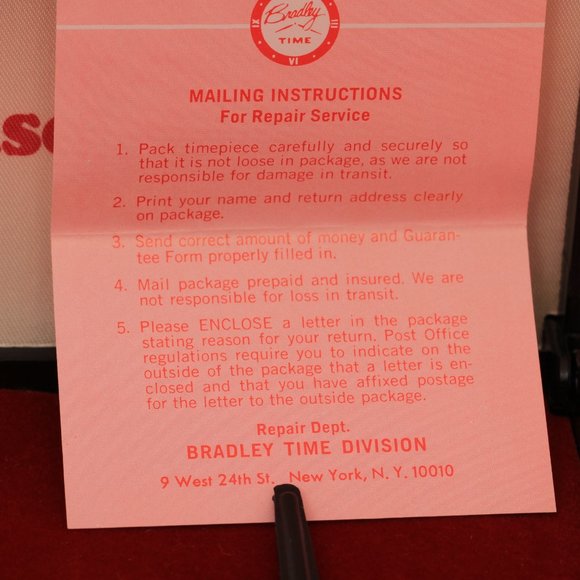 Bradley
TIME
IX
III
VI
so
MAILING INSTRUCTIONS
For Repair Service
1. Pack timepiece carefully and securely so
that it is not loose in package, as we are not
responsible for damage in transit.
2. Print your name and return address clearly
on package.
3. Send correct amount of money and Guaran-
tee Form properly filled in.
4. Mail package prepaid and insured. We are
not responsible for loss in transit.
5. Please ENCLOSE a letter in the package
stating reason for your return. Post Office
regulations require you to indicate on the
outside of the package that a letter is en-
closed and that you have affixed postage
for the letter to the outside package.
Repair Dept.
BRADLEY TIME DIVISION
9 West 24th St. New York, N. Y. 10010